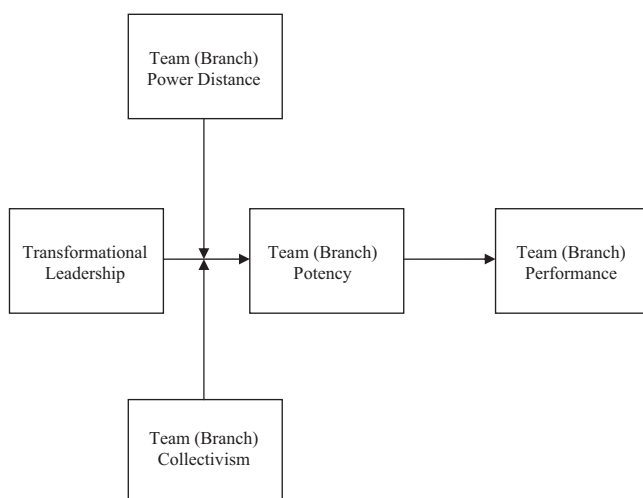 Team (Branch)
Power Distance
Transformational
Leadership
Team (Branch)
Potency
Team (Branch)
Performance
Team (Branch)
Collectivism